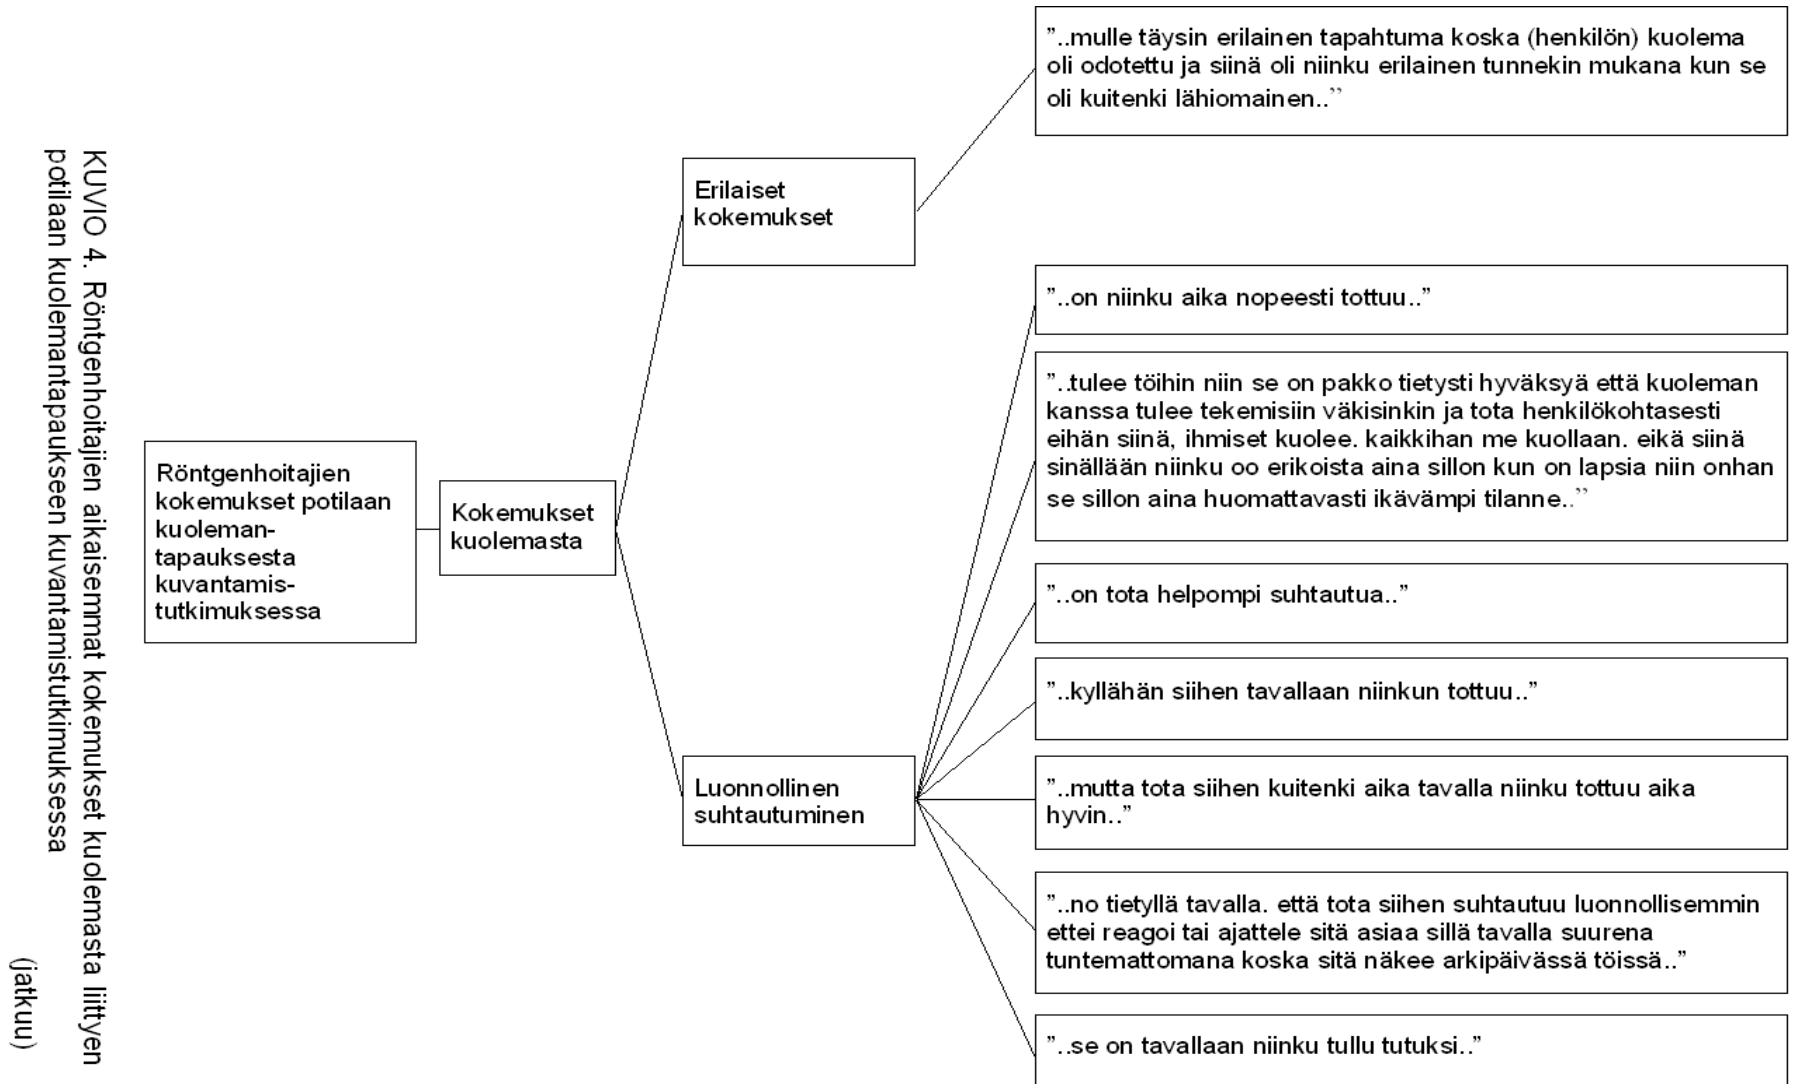 Röntgenhoitajien
kokemukset potilaan
kuoleman-
tapauksesta
kuvantamis-
tutkimuksessa
Kokemukset
kuolemasta
Erilaiset
kokemukset
Luonnollinen
suhtautuminen
”..mulle täysin erilainen tapahtuma koska (henkilön) kuolema
oli odotettu ja siinä oli niinku erilainen tunnekin mukana kun se
oli kuitenki lähiomainen..”
”..on niinku aika nopeesti tottuu..”
”..tulee töihin niin se on pakko tietysti hyväksyä että kuoleman
kanssa tulee tekemisiin väkisinkin ja tota henkilökohtasesti
eihän siinä, ihmiset kuolee. kaikkihan me kuollaan. eikä siinä
sinällään niinku oo erikoista aina sillon kun on lapsia niin onhan
se sillon aina huomattavasti ikävämpi tilanne..”
”..on tota helpompi suhtautua..”
”..kyllähän siihen tavallaan niinkun tottuu..”
”..mutta tota siihen kuitenki aika tavalla niinku tottuu aika
hyvin..”
”..no tietyllä tavalla. että tota siihen suhtautuu luonnollisemmin
ettei reagoi tai ajattele sitä asiaa sillä tavalla suurena
tuntemattomana koska sitä näkee arkipäivässä töissä..”
”..se on tavallaan niinku tullu tutuksi..”
KUVIO 4. Röntgenhoitajien aikaisemmat kokemukset kuolemasta liittyen
potilaan kuolemantapaukseen kuvantamistutkimuksessa
(jatkuu)